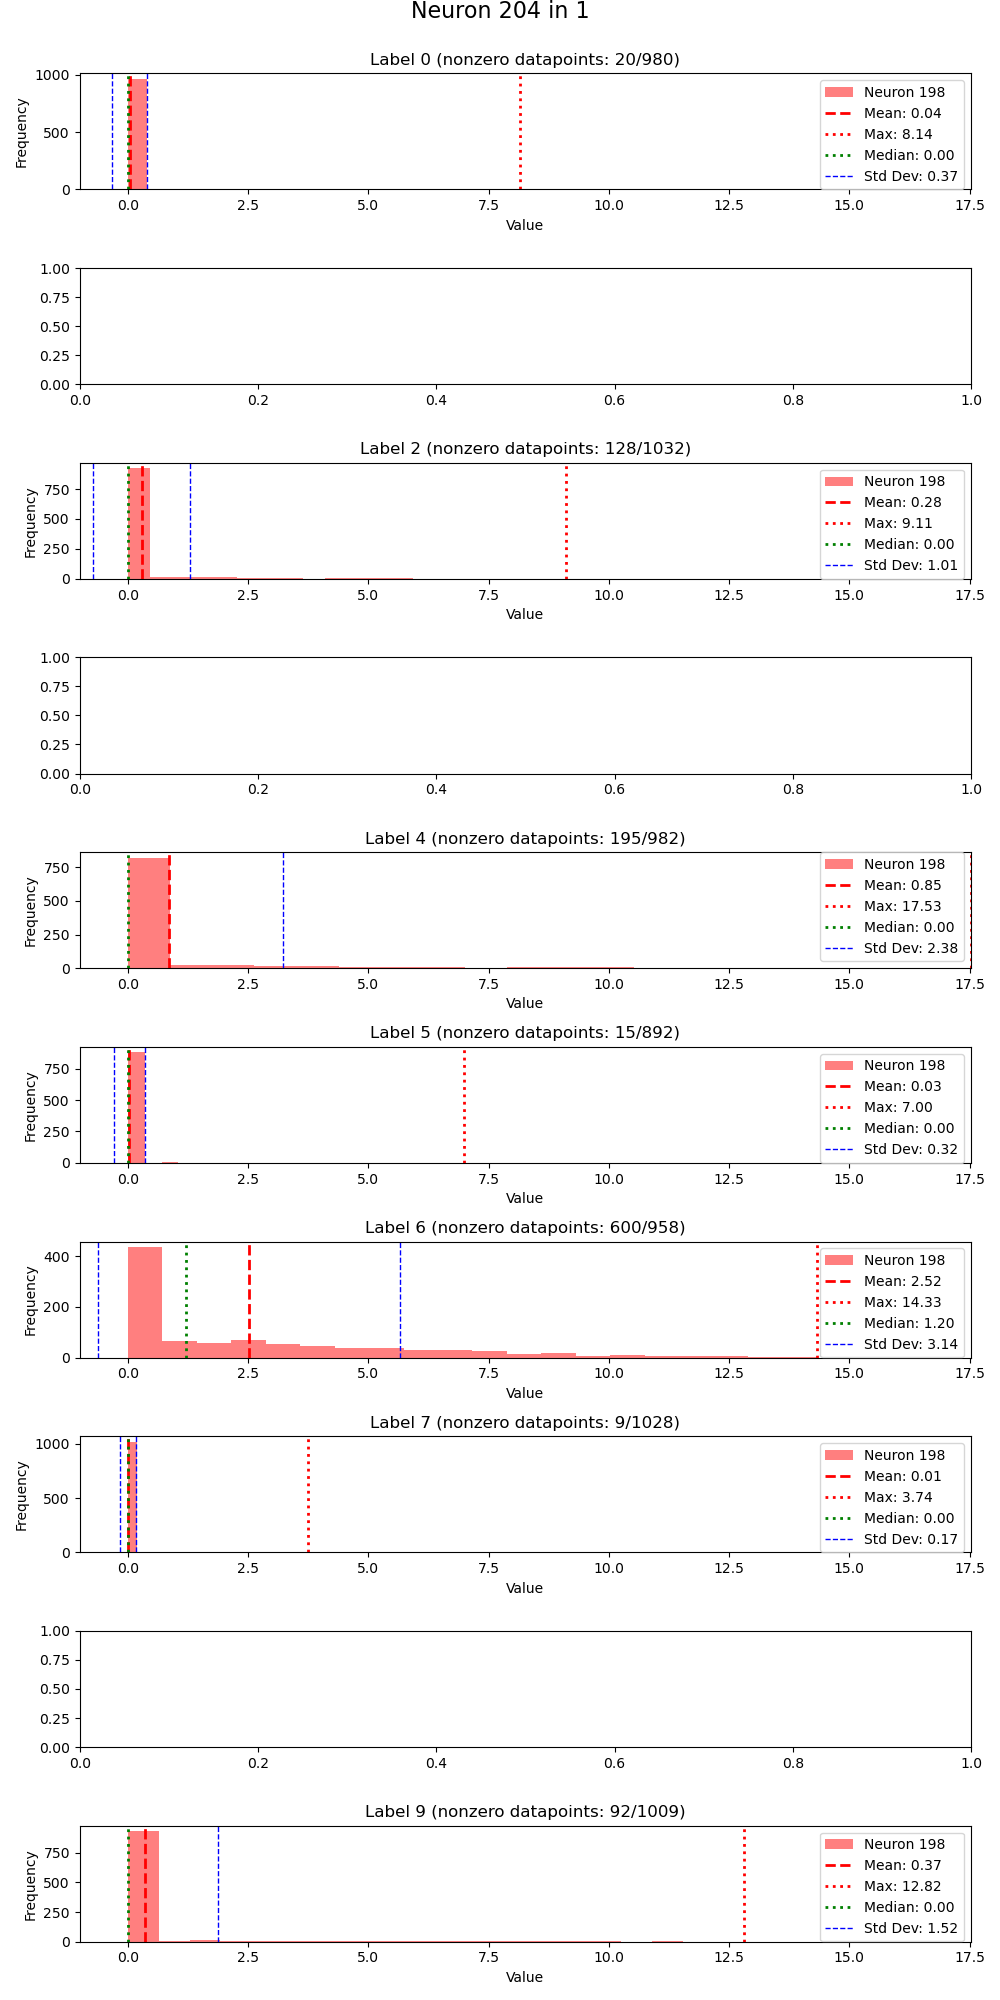 Neuron 204 in 1
Label 0 (nonzero datapoints: 20/980)
Frequency
1000
500
0
Neuron 198
Mean: 0.04
Max: 8.14
Median: 0.00
Std Dev: 0.37
0.0 2.5 5.0 7.5 10.0 12.5 15.0 17.5
Value
1.00
0.75
0.50
0.25
0.00
0.0 0.2 0.4 0.6 0.8 1.0
Label 2 (nonzero datapoints: 128/1032)
Frequency
750
500
250
0
Neuron 198
Mean: 0.28
Max: 9.11
Median: 0.00
Std Dev: 1.01
0.0 2.5 5.0 7.5 10.0 12.5 15.0 17.5
Value
1.00
0.75
0.50
0.25
0.00
0.0 0.2 0.4 0.6 0.8 1.0
Label 4 (nonzero datapoints: 195/982)
Frequency
750
500
250
0
Neuron 198
Mean: 0.85
Max: 17.53
Median: 0.00
Std Dev: 2.38
0.0 2.5 5.0 7.5 10.0 12.5 15.0 17.5
Value
Label 5 (nonzero datapoints: 15/892)
Frequency
750
500
250
0
Neuron 198
Mean: 0.03
Max: 7.00
Median: 0.00
Std Dev: 0.32
0.0 2.5 5.0 7.5 10.0 12.5 15.0 17.5
Value
Label 6 (nonzero datapoints: 600/958)
Frequency
400
200
0
Neuron 198
Mean: 2.52
Max: 14.33
Median: 1.20
Std Dev: 3.14
0.0 2.5 5.0 7.5 10.0 12.5 15.0 17.5
Value
Label 7 (nonzero datapoints: 9/1028)
Frequency
1000
500
0
Neuron 198
Mean: 0.01
Max: 3.74
Median: 0.00
Std Dev: 0.17
0.0 2.5 5.0 7.5 10.0 12.5 15.0 17.5
Value
1.00
0.75
0.50
0.25
0.00
0.0 0.2 0.4 0.6 0.8 1.0
Label 9 (nonzero datapoints: 92/1009)
Frequency
750
500
250
0
Neuron 198
Mean: 0.37
Max: 12.82
Median: 0.00
Std Dev: 1.52
0.0 2.5 5.0 7.5 10.0 12.5 15.0 17.5
Value